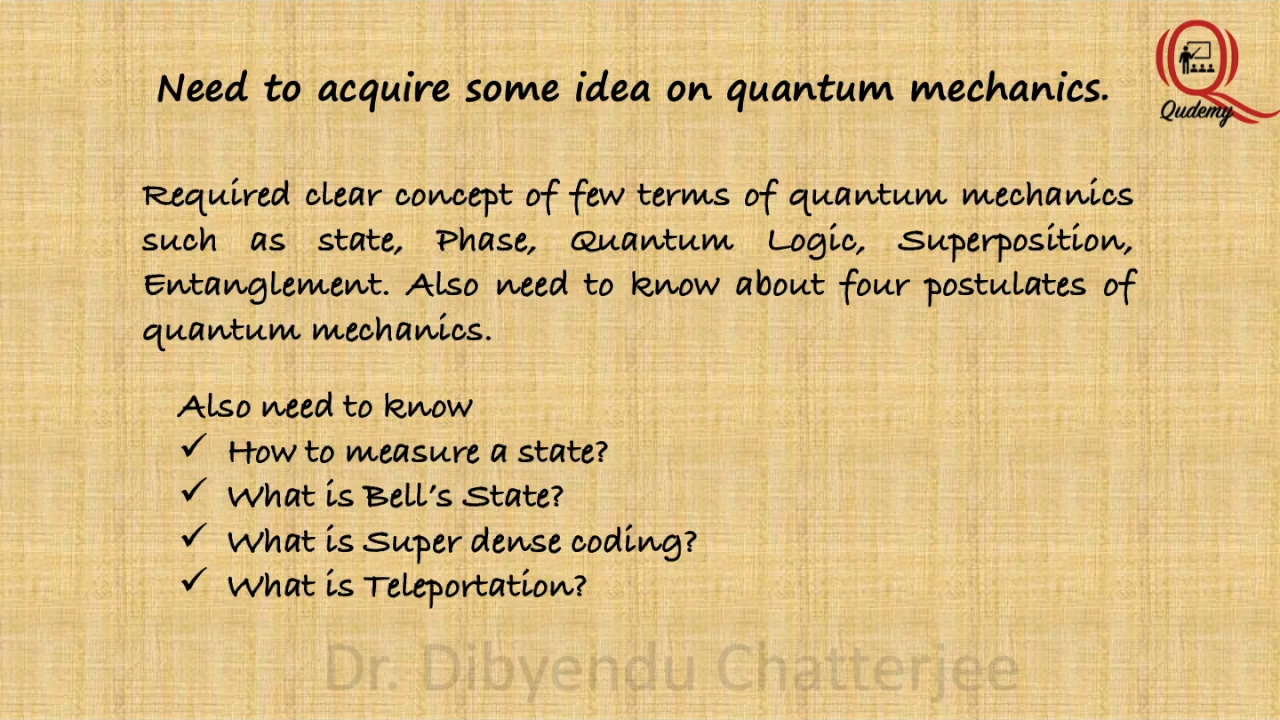 Need to acquire some idea on quantum mechanics.
Qudemy
Required clear concept of few terms of quantum mechanics
such as state, Phase, Quantum Logic, Superposition,
Entanglement. Also need to know about four postulates of
quantum mechanics.
Also need to know
✓ How to measure a state?
✓ What is Bell's State?
✓ What is Super dense coding?
✓ What is Teleportation?
Dr. Dibyendu Chatterjee